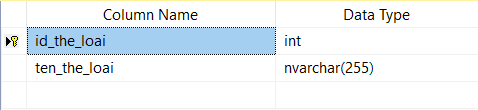 Column Name Data Type
id_the_loai int
ten_the_loai nvarchar(255)